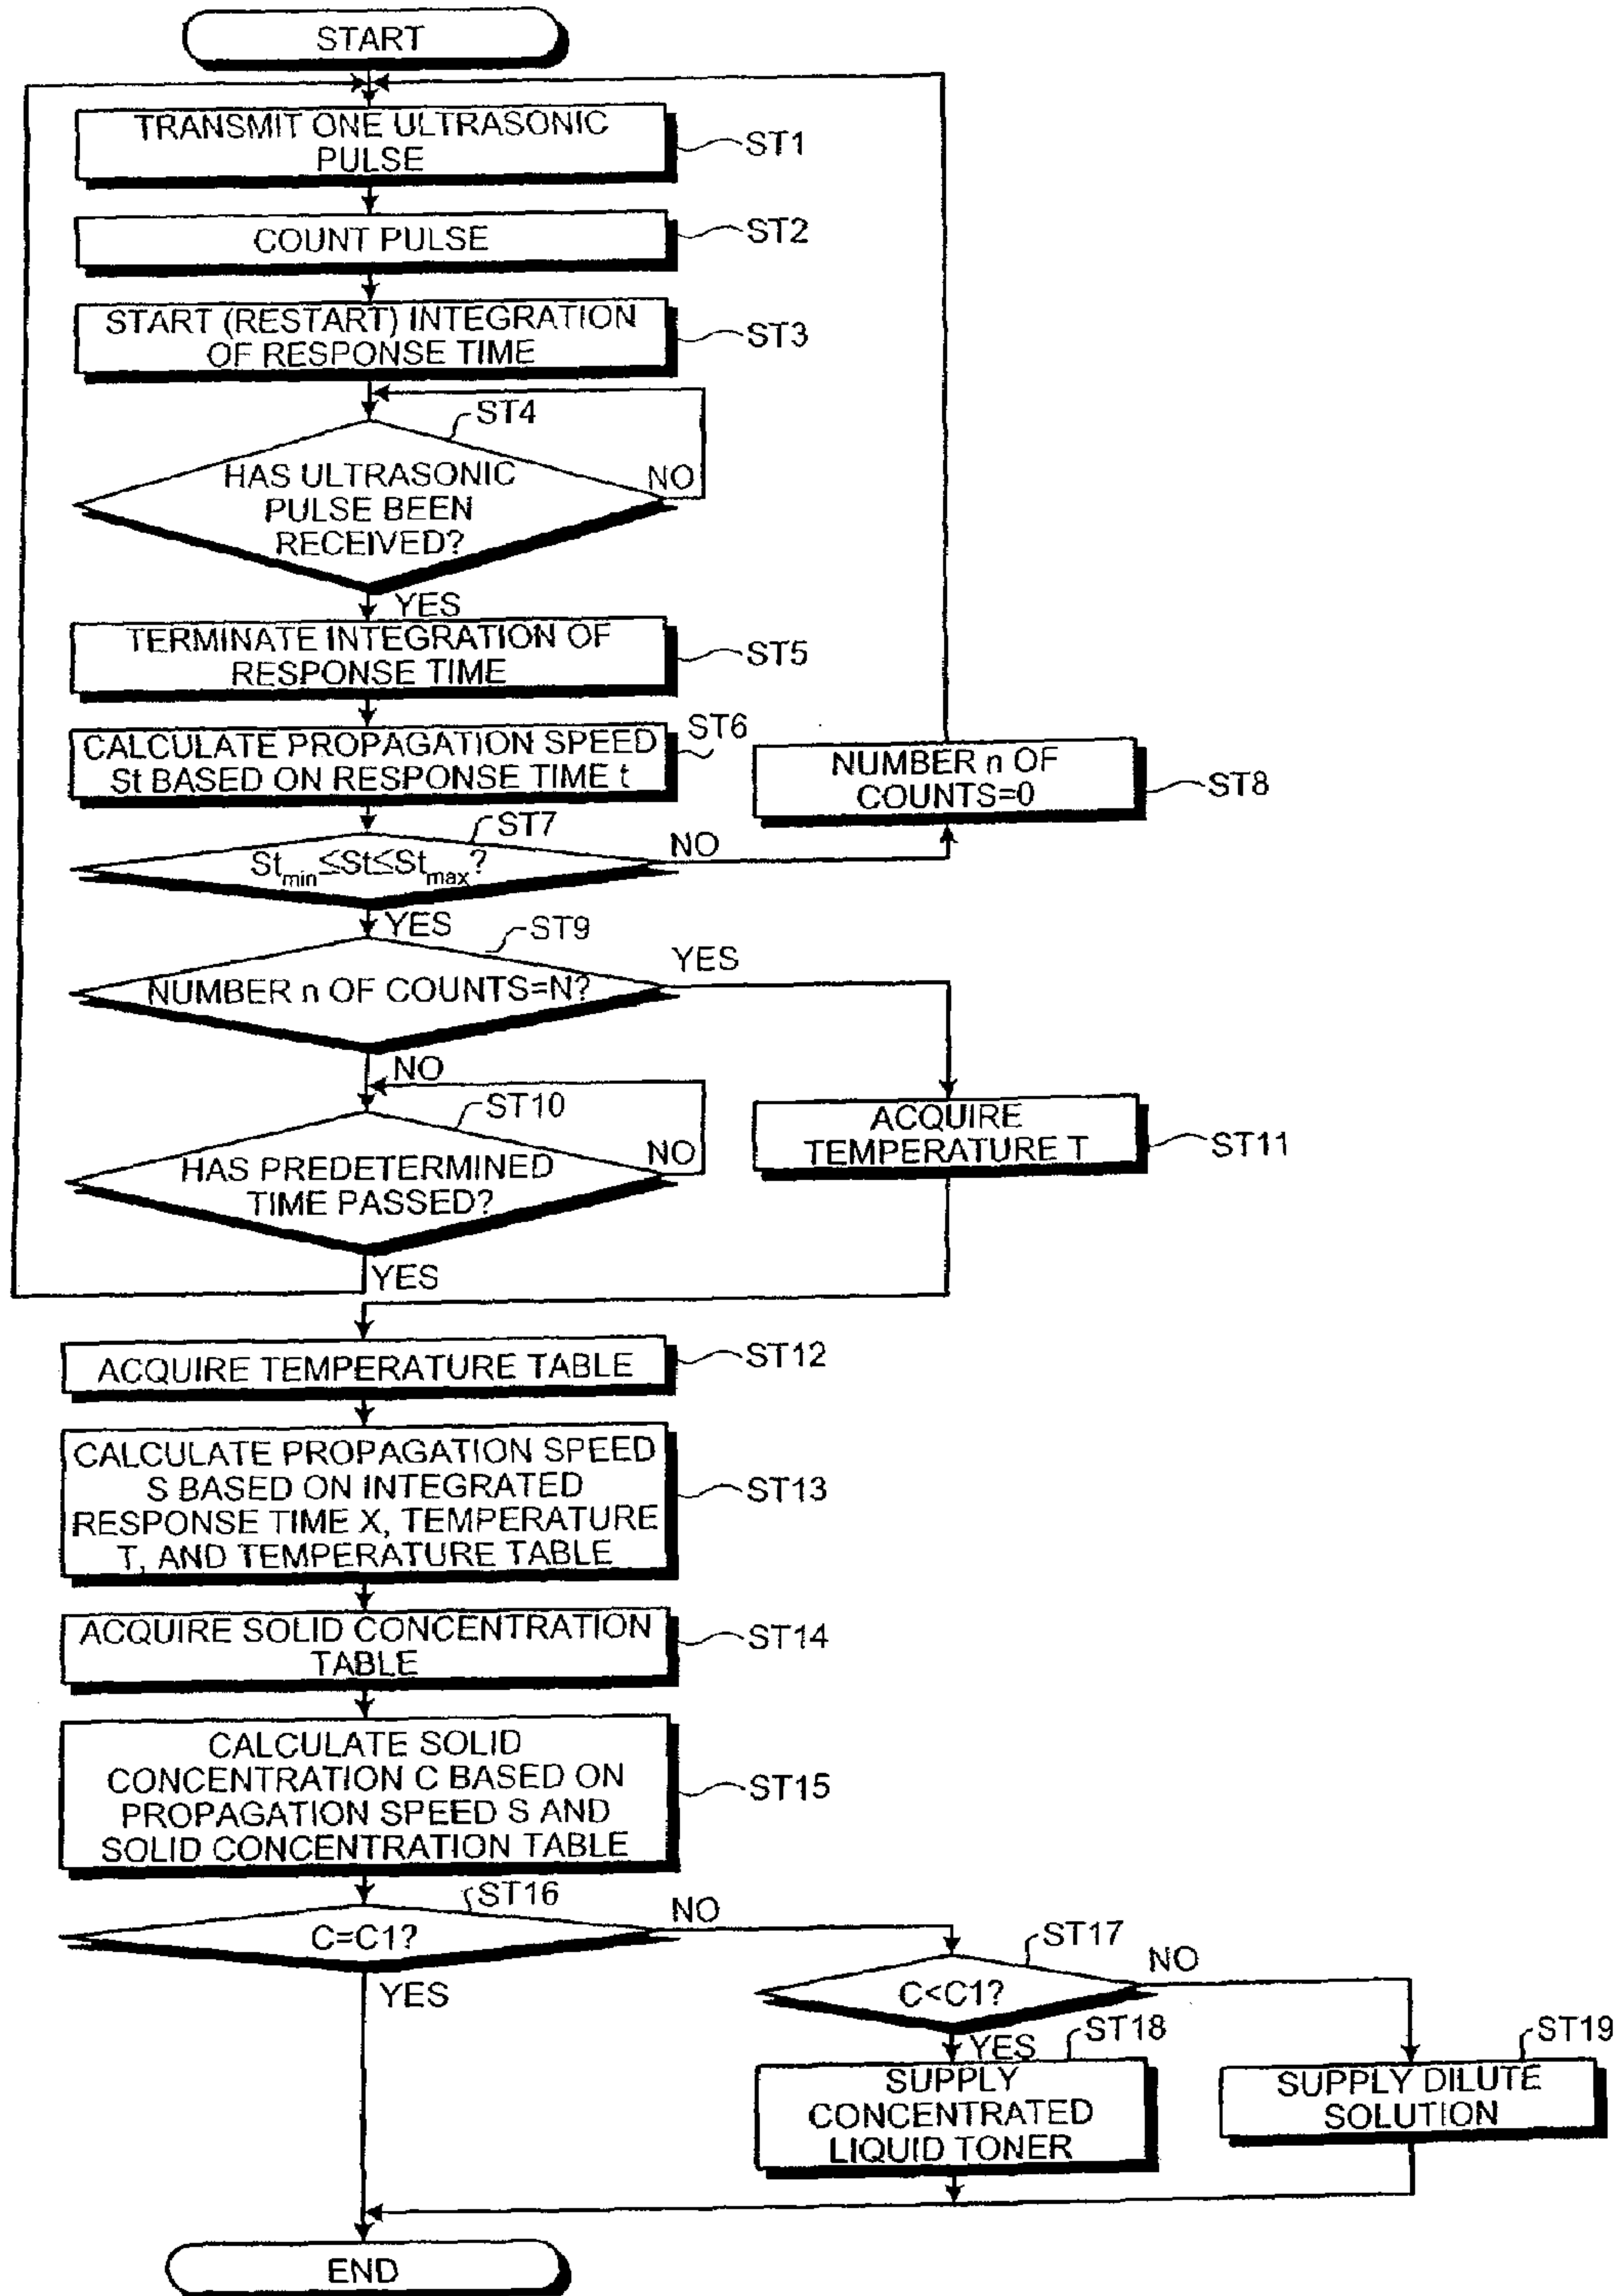 START
TRANSMIT ONE ULTRASONIC
PULSE
ST1
COUNT PULSE
ST2
START (RESTART) INTEGRATION
OF RESPONSE TIME
ST3
ST4
HAS ULTRASONIC
PULSE BEEN
RECEIVED?
NO
YES
TERMINATE INTEGRATION OF
RESPONSE TIME
ST5
CALCULATE PROPAGATION SPEED
St BASED ON RESPONSE TIME t
ST6
NUMBER n OF
COUNTS=0
ST8
ST7
St_min≤St≤St_max?
NO
YES
ST9
NUMBER n OF COUNTS=N?
YES
NO
ST10
HAS PREDETERMINED
TIME PASSED?
NO
YES
ACQUIRE
TEMPERATURE T
ST11
ACQUIRE TEMPERATURE TABLE
ST12
CALCULATE PROPAGATION SPEED
S BASED ON INTEGRATED
RESPONSE TIME X, TEMPERATURE
T, AND TEMPERATURE TABLE
ST13
ACQUIRE SOLID CONCENTRATION
TABLE
ST14
CALCULATE SOLID
CONCENTRATION C BASED ON
PROPAGATION SPEED S AND
SOLID CONCENTRATION TABLE
ST15
ST16
C=C1?
NO
YES
ST17
C<C1?
NO
YES
ST18
SUPPLY
CONCENTRATED
LIQUID TONER
ST19
SUPPLY DILUTE
SOLUTION
END